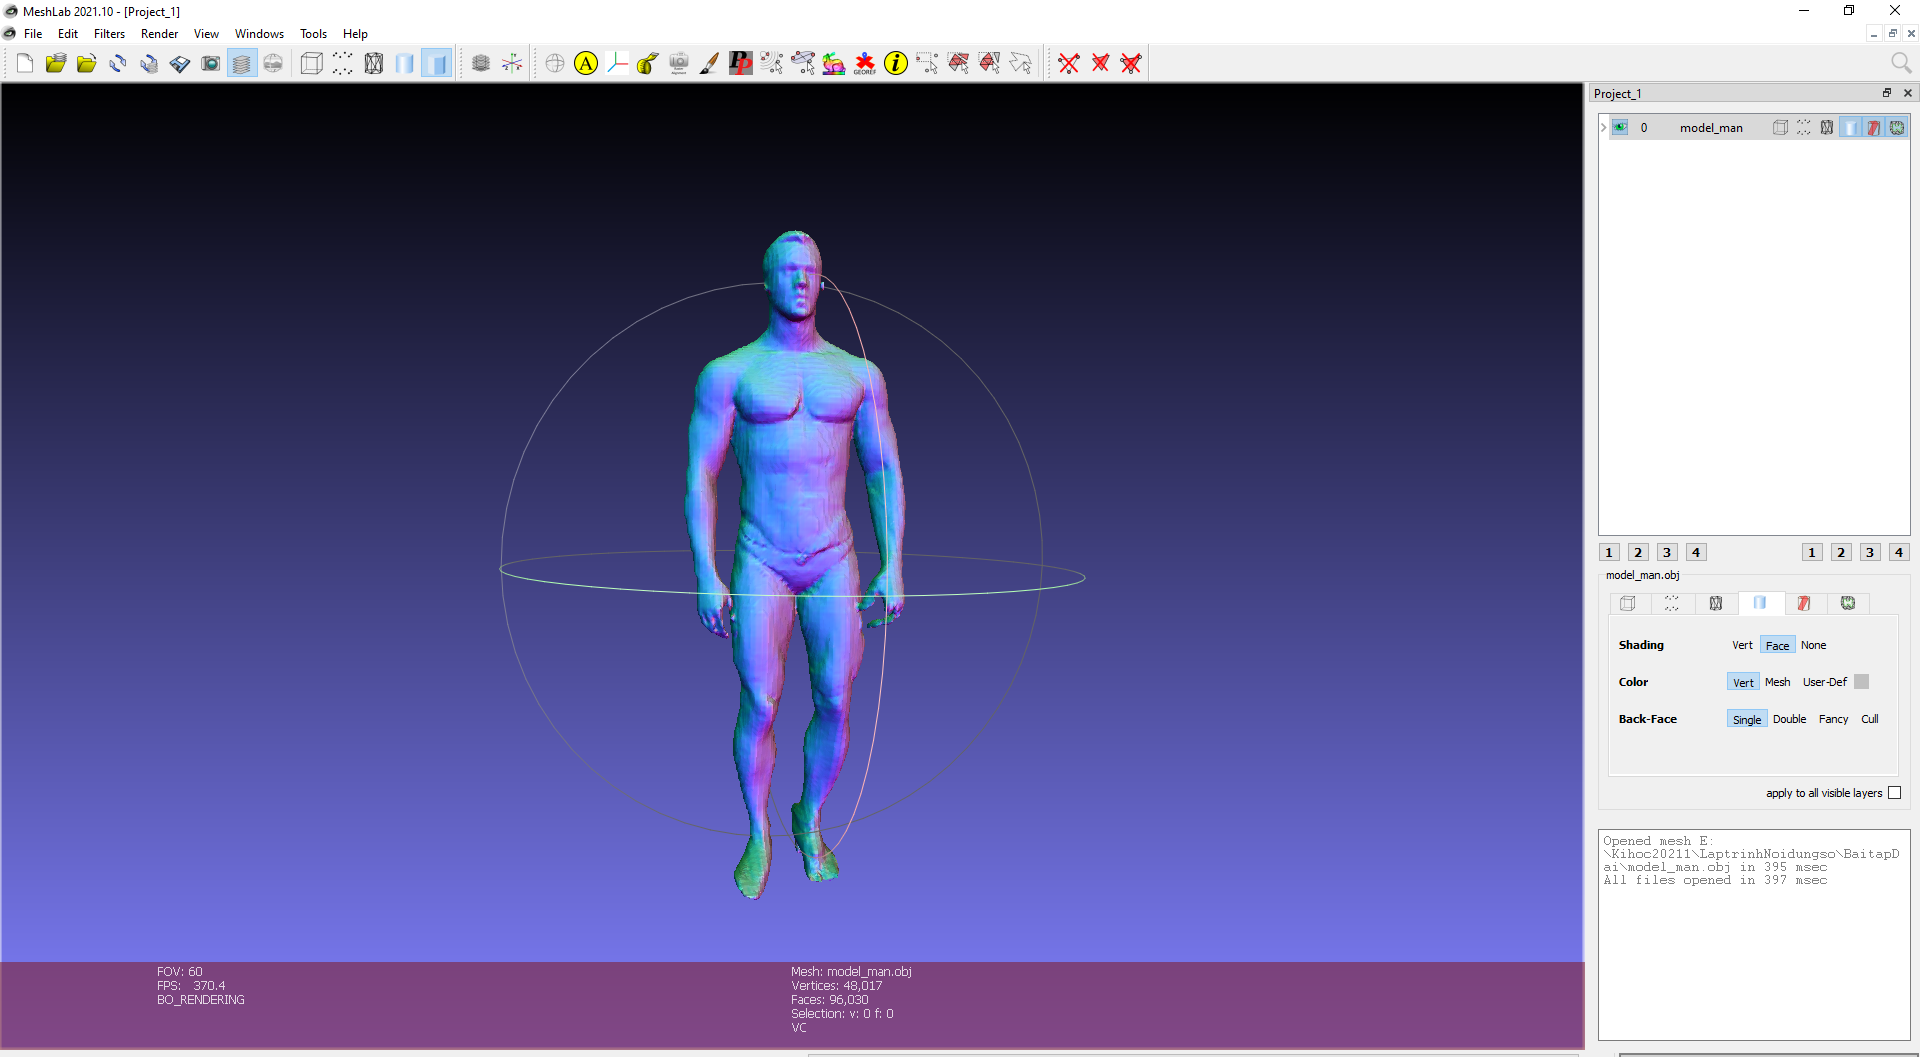 MeshLab 2021.10 - [Project_1]
File Edit Filters Render View Windows Tools Help
A
PP
GEOREF
i
Project_1
0 model_man
1 2 3 4 1 2 3 4
model_man.obj
Shading Vert Face None
Color Vert Mesh User-Def
Back-Face Single Double Fancy Cull
apply to all visible layers
Opened mesh E:
\Kihoc20211\LaptrinhNoidungso\BaitapD
ai\model_man.obj in 395 msec
All files opened in 397 msec
FOV: 60
FPS: 370.4
BO_RENDERING
Mesh: model_man.obj
Vertices: 48,017
Faces: 96,030
Selection: v: 0 f: 0
VC